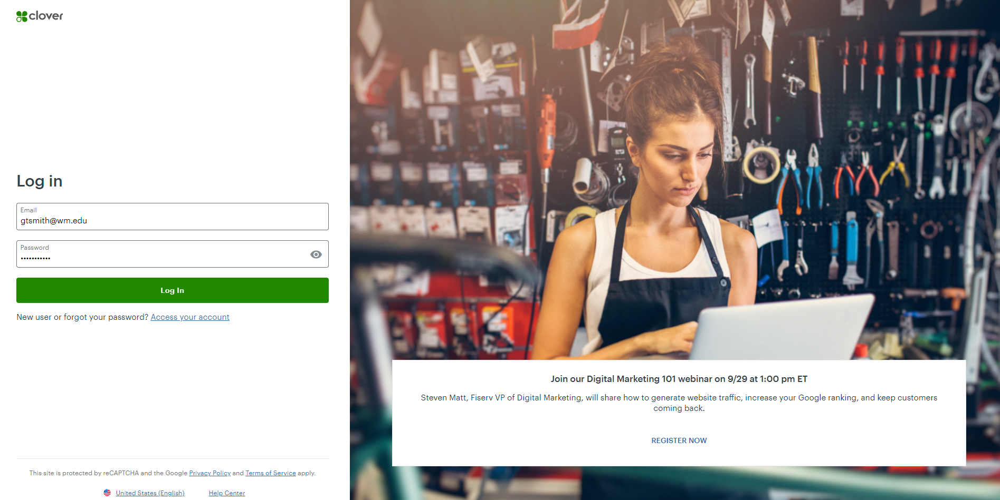 clover
Log in
Email
gtsmith@wm.edu
Password
•••••••••••
Log In
New user or forgot your password? Access your account
This site is protected by reCAPTCHA and the Google Privacy Policy and Terms of Service apply.
United States (English)
Help Center
Join our Digital Marketing 101 webinar on 9/29 at 1:00 pm ET
Steven Matt, Fiserv VP of Digital Marketing, will share how to generate website traffic, increase your Google ranking, and keep customers
coming back.
REGISTER NOW